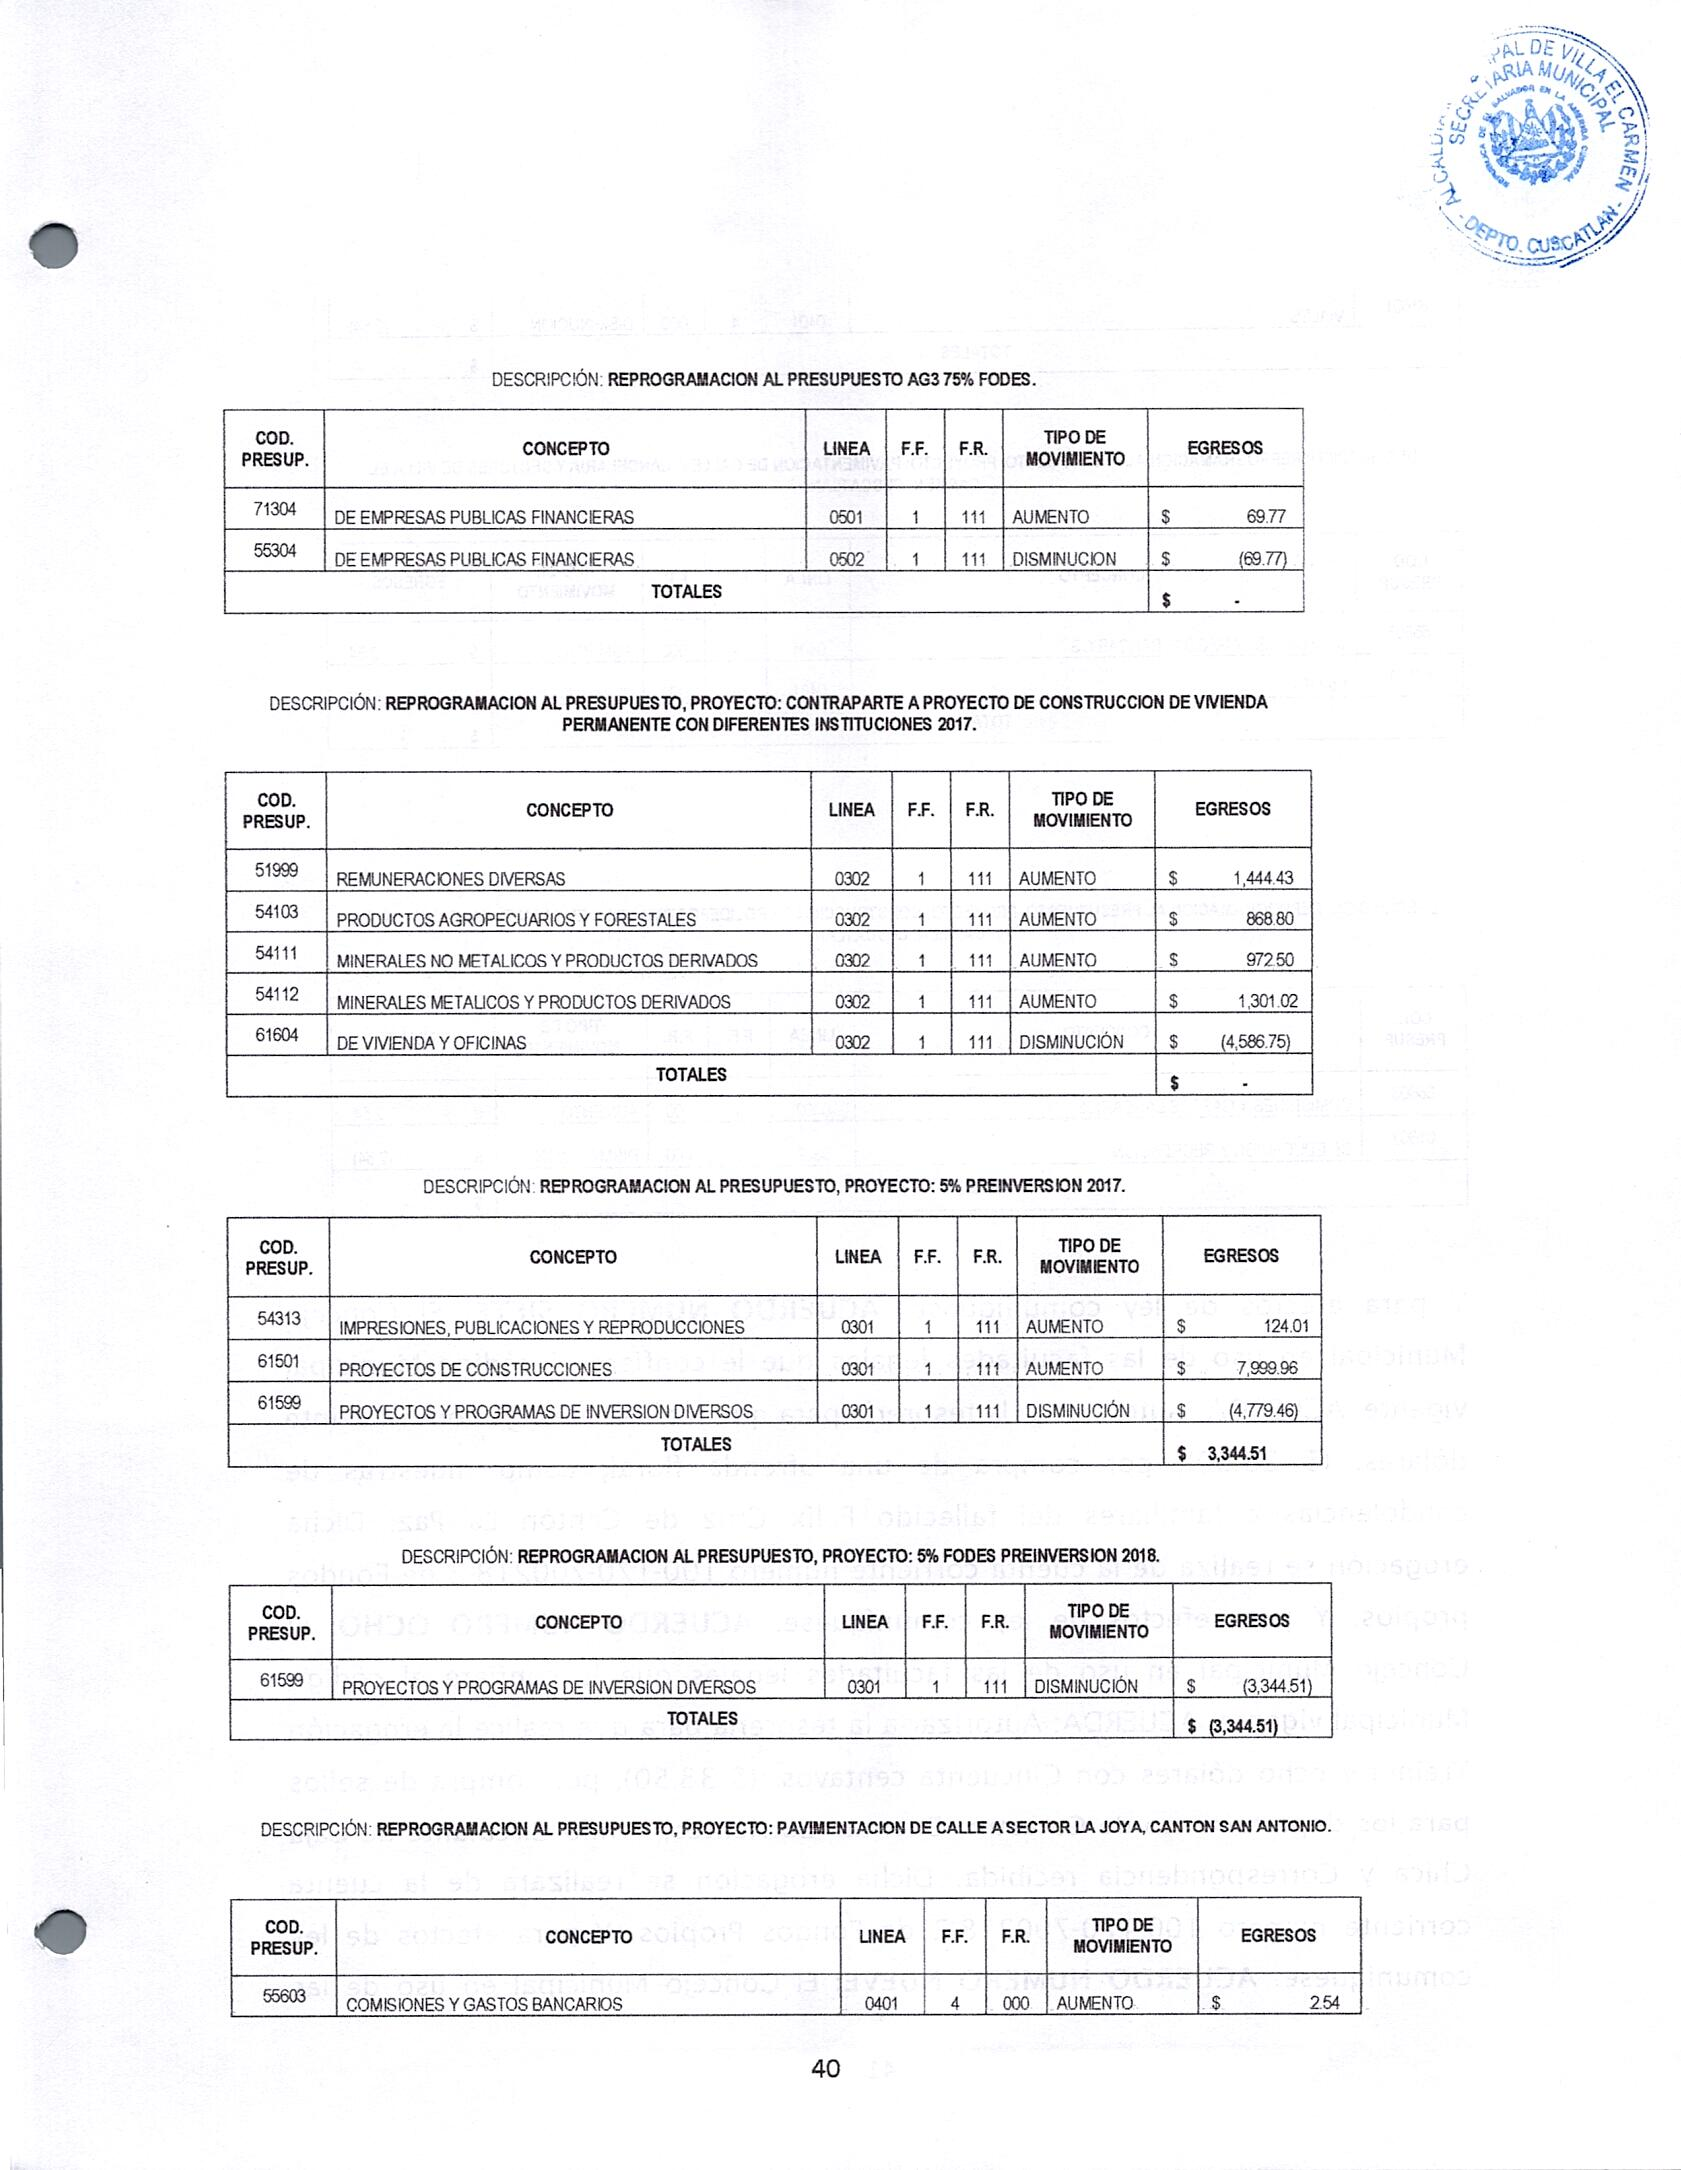 ALCALDIA PAL DE VILLA EL CARMEN
SECRETARIA MUNICIPAL
REPUBLICA DE EL SALVADOR EN LA AMERICA CENTRAL
- DEPTO. CUSCATLAN -
DESCRIPCIÓN: REPROGRAMACION AL PRESUPUESTO AG3 75% FODES.
COD. PRESUP. CONCEPTO LINEA F.F. F.R. TIPO DE MOVIMIENTO EGRESOS
71304 DE EMPRESAS PUBLICAS FINANCIERAS 0501 1 111 AUMENTO $ 69.77
55304 DE EMPRESAS PUBLICAS FINANCIERAS 0502 1 111 DISMINUCION $ (69.77)
TOTALES $ -
DESCRIPCIÓN: REPROGRAMACION AL PRESUPUESTO, PROYECTO: CONTRAPARTE A PROYECTO DE CONSTRUCCION DE VIVIENDA
PERMANENTE CON DIFERENTES INSTITUCIONES 2017.
COD. PRESUP. CONCEPTO LINEA F.F. F.R. TIPO DE MOVIMIENTO EGRESOS
51999 REMUNERACIONES DIVERSAS 0302 1 111 AUMENTO $ 1,444.43
54103 PRODUCTOS AGROPECUARIOS Y FORESTALES 0302 1 111 AUMENTO $ 868.80
54111 MINERALES NO METALICOS Y PRODUCTOS DERIVADOS 0302 1 111 AUMENTO $ 972.50
54112 MINERALES METALICOS Y PRODUCTOS DERIVADOS 0302 1 111 AUMENTO $ 1,301.02
61604 DE VIVIENDA Y OFICINAS 0302 1 111 DISMINUCIÓN $ (4,586.75)
TOTALES $ -
DESCRIPCIÓN: REPROGRAMACION AL PRESUPUESTO, PROYECTO: 5% PREINVERSION 2017.
COD. PRESUP. CONCEPTO LINEA F.F. F.R. TIPO DE MOVIMIENTO EGRESOS
54313 IMPRESIONES, PUBLICACIONES Y REPRODUCCIONES 0301 1 111 AUMENTO $ 124.01
61501 PROYECTOS DE CONSTRUCCIONES 0301 1 111 AUMENTO $ 7,999.96
61599 PROYECTOS Y PROGRAMAS DE INVERSION DIVERSOS 0301 1 111 DISMINUCIÓN $ (4,779.46)
TOTALES $ 3,344.51
DESCRIPCIÓN: REPROGRAMACION AL PRESUPUESTO, PROYECTO: 5% FODES PREINVERSION 2018.
COD. PRESUP. CONCEPTO LINEA F.F. F.R. TIPO DE MOVIMIENTO EGRESOS
61599 PROYECTOS Y PROGRAMAS DE INVERSION DIVERSOS 0301 1 111 DISMINUCIÓN $ (3,344.51)
TOTALES $ (3,344.51)
DESCRIPCIÓN: REPROGRAMACION AL PRESUPUESTO, PROYECTO: PAVIMENTACION DE CALLE A SECTOR LA JOYA, CANTON SAN ANTONIO.
COD. PRESUP. CONCEPTO LINEA F.F. F.R. TIPO DE MOVIMIENTO EGRESOS
55603 COMISIONES Y GASTOS BANCARIOS 0401 4 000 AUMENTO $ 2.54
40